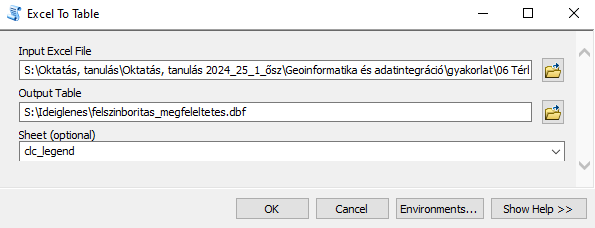 Excel To Table
Input Excel File
S:\Oktatás, tanulás\Oktatás, tanulás 2024_25_1_ősz\Geoinformatika és adatintegráció\gyakorlat\06 Térl
Output Table
S:\Ideiglenes\felszinboritas_megfeleltetes.dbf
Sheet (optional)
clc_legend
OK Cancel Environments... Show Help >>